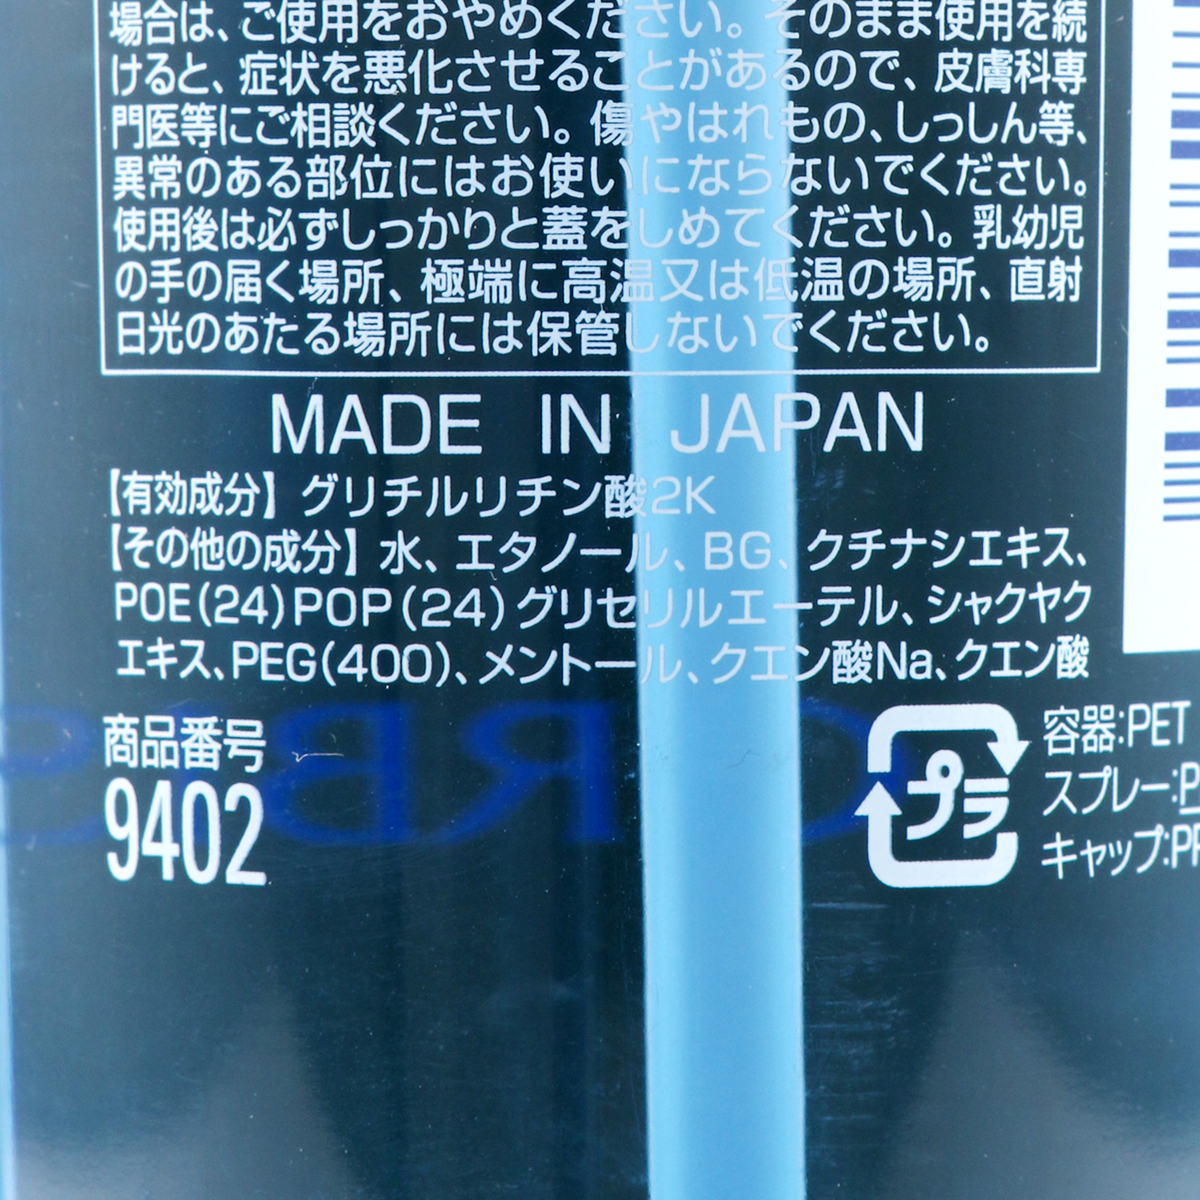 場合は、ご使用をおやめください。そのまま使用を続
けると、症状を悪化させることがあるので、皮膚科専
門医等にご相談ください。傷やはれもの、しっしん等、
異常のある部位にはお使いにならないでください。
使用後は必ずしっかりと蓋をしめてください。乳幼児
の手の届く場所、極端に高温又は低温の場所、直射
日光のあたる場所には保管しないでください。
MADE IN JAPAN
【有効成分】グリチルリチン酸2K
【その他の成分】水、エタノール、BG、クチナシエキス、
POE(24)POP(24)グリセリルエーテル、シャクヤク
エキス、PEG(400)、メントール、クエン酸Na、クエン酸
商品番号
9402
プラ
容器:PET
スプレー:P
キャップ:PP